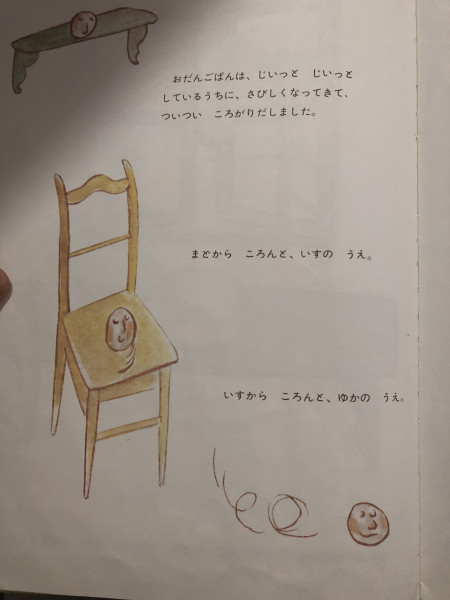 おだんごぱんは、じいっと　じいっと
しているうちに、さびしくなってきて、
ついつい　ころがりだしました。
まどから　ころんと、いすの　うえ。
いすから　ころんと、ゆかの　うえ。